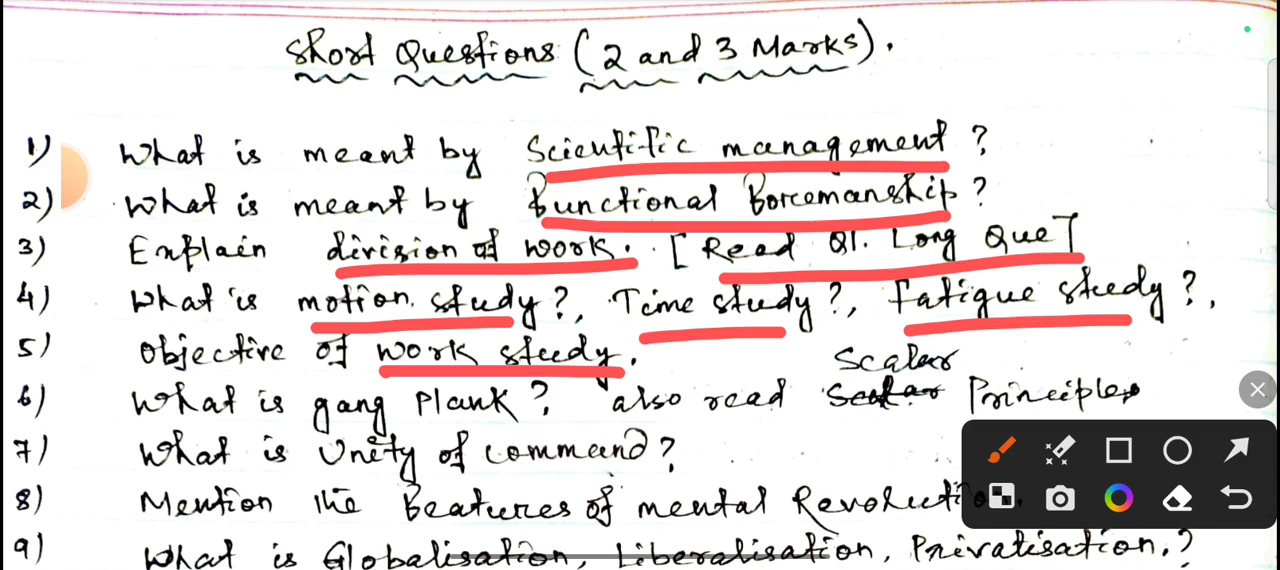 Short Questions (2 and 3 Marks).
1) What is meant by Scientific management?
2) What is meant by Functional Foremanship?
3) Explain division of work. [Read Q1. Long Que]
4) What is motion study?, Time study?, Fatigue study?,
5) Objective of work study.
6) What is gang Plank? also read Scalar Principles
7) What is Unity of command?
8) Mention the Features of mental Revolution.
9) What is Globalisation, Liberalisation, Privatisation.?